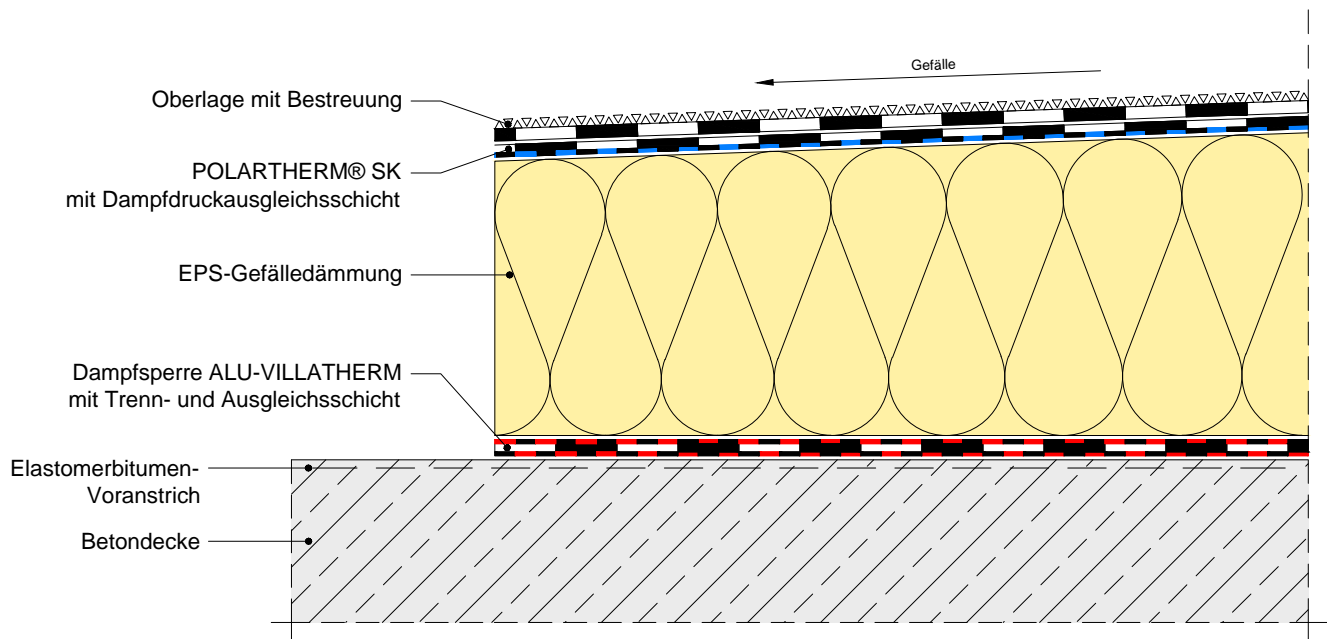 Gefälle
Oberlage mit Bestreuung
POLARTHERM® SK
mit Dampfdruckausgleichsschicht
EPS-Gefälledämmung
Dampfsperre ALU-VILLATHERM
mit Trenn- und Ausgleichsschicht
Elastomerbitumen-
Voranstrich
Betondecke